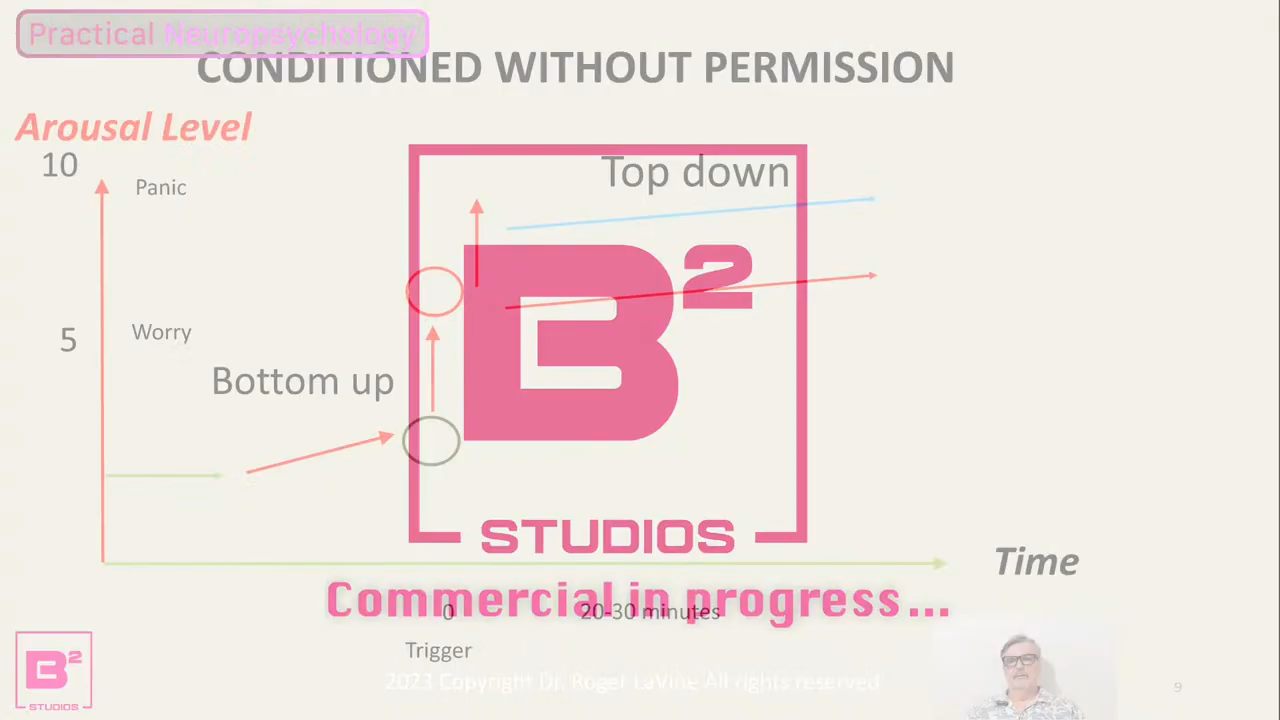 Practical Neuropsychology
CONDITIONED WITHOUT PERMISSION
Arousal Level
10
Panic
Top down
B2
5
Worry
Bottom up
STUDIOS
Time
Commercial in progress...
0
20-30 minutes
Trigger
B2
STUDIOS
2023 Copyright Dr. Roger LaVine All rights reserved
9